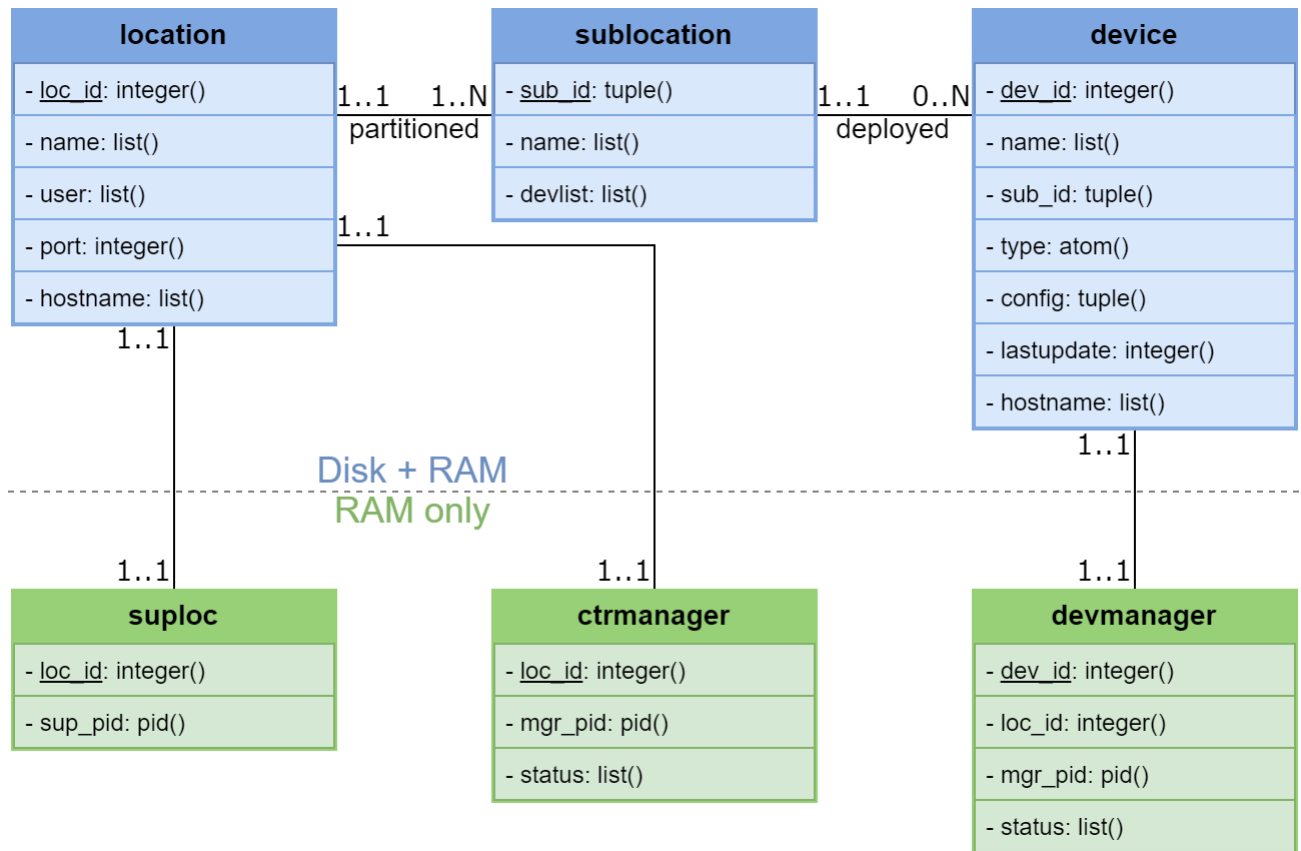 location
- loc_id: integer()
- name: list()
- user: list()
- port: integer()
- hostname: list()
1..1 1..N
partitioned
sublocation
- sub_id: tuple()
- name: list()
- devlist: list()
1..1 0..N
deployed
device
- dev_id: integer()
- name: list()
- sub_id: tuple()
- type: atom()
- config: tuple()
- lastupdate: integer()
- hostname: list()
1..1
1..1
1..1
Disk + RAM
RAM only
1..1
1..1
1..1
suploc
- loc_id: integer()
- sup_pid: pid()
ctrmanager
- loc_id: integer()
- mgr_pid: pid()
- status: list()
devmanager
- dev_id: integer()
- loc_id: integer()
- mgr_pid: pid()
- status: list()